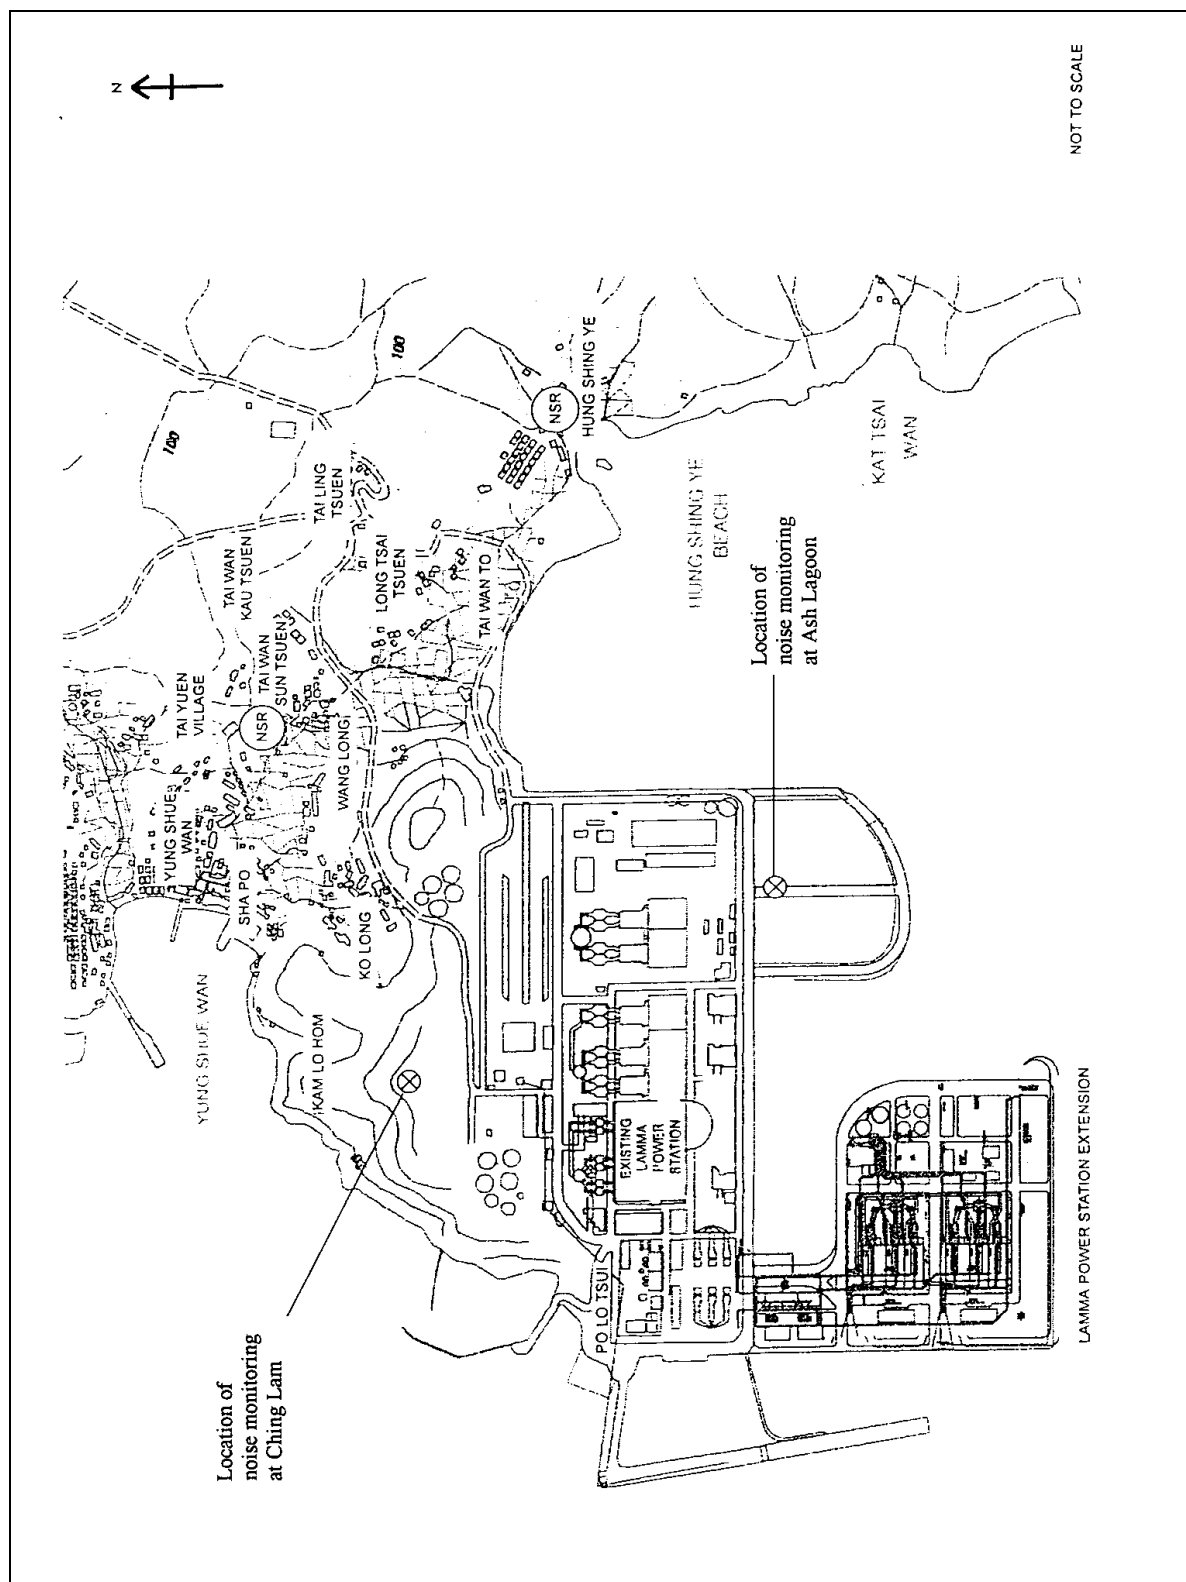 N
100
YUNG SHUE
WAN
TAI YUEN
VILLAGE
YUNG SHUE WAN
Location of
noise monitoring
at Ching Lam
TAI WAN
KAU TSUEN
SHA PO
NSR
TAI WAN
SUN TSUEN
KAM LO HOM
TAI LING
TSUEN
WANG LONG
KO LONG
LONG TSAI
TSUEN
100
TAI WAN TO
NSR
HUNG SHING YE
PO LO TSUI
EXISTING
LAMMA
POWER
STATION
HUNG SHING YE
BEACH
Location of
noise monitoring
at Ash Lagoon
KAT TSAI
WAN
LAMMA POWER STATION EXTENSION
NOT TO SCALE